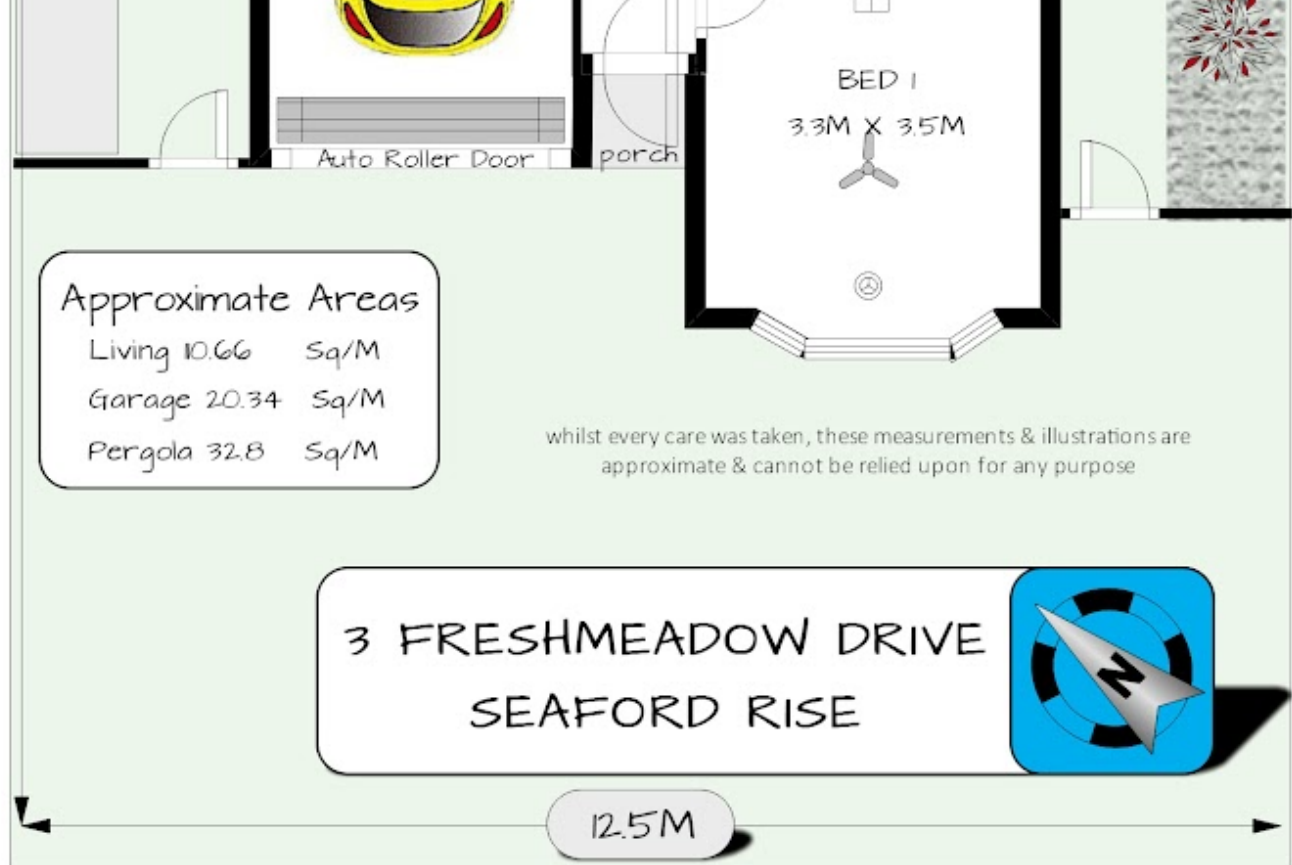 BED 1
3.3M X 3.5M
Auto Roller Door
porch
Approximate Areas
Living 110.66 Sq/M
Garage 20.34 Sq/M
Pergola 32.8 Sq/M
whilst every care was taken, these measurements & illustrations are
approximate & cannot be relied upon for any purpose
3 FRESHMEADOW DRIVE
SEAFORD RISE
N
12.5M